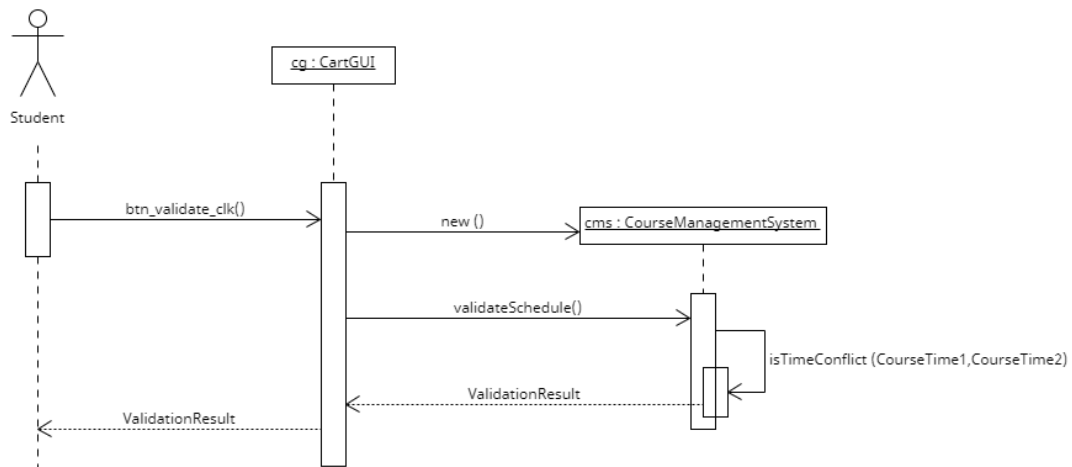 cg : CartGUI
Student
btn_validate_clk()
new ()
cms : CourseManagementSystem
validateSchedule()
isTimeConflict (CourseTime1,CourseTime2)
ValidationResult
ValidationResult